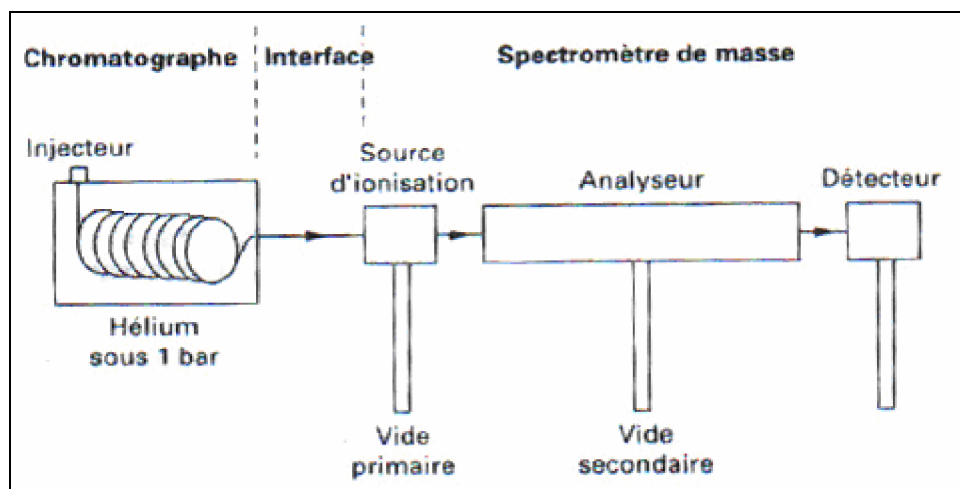 Chromatographe
Interface
Spectromètre de masse
Injecteur
Source
d'ionisation
Analyseur
Détecteur
Hélium
sous 1 bar
Vide
primaire
Vide
secondaire